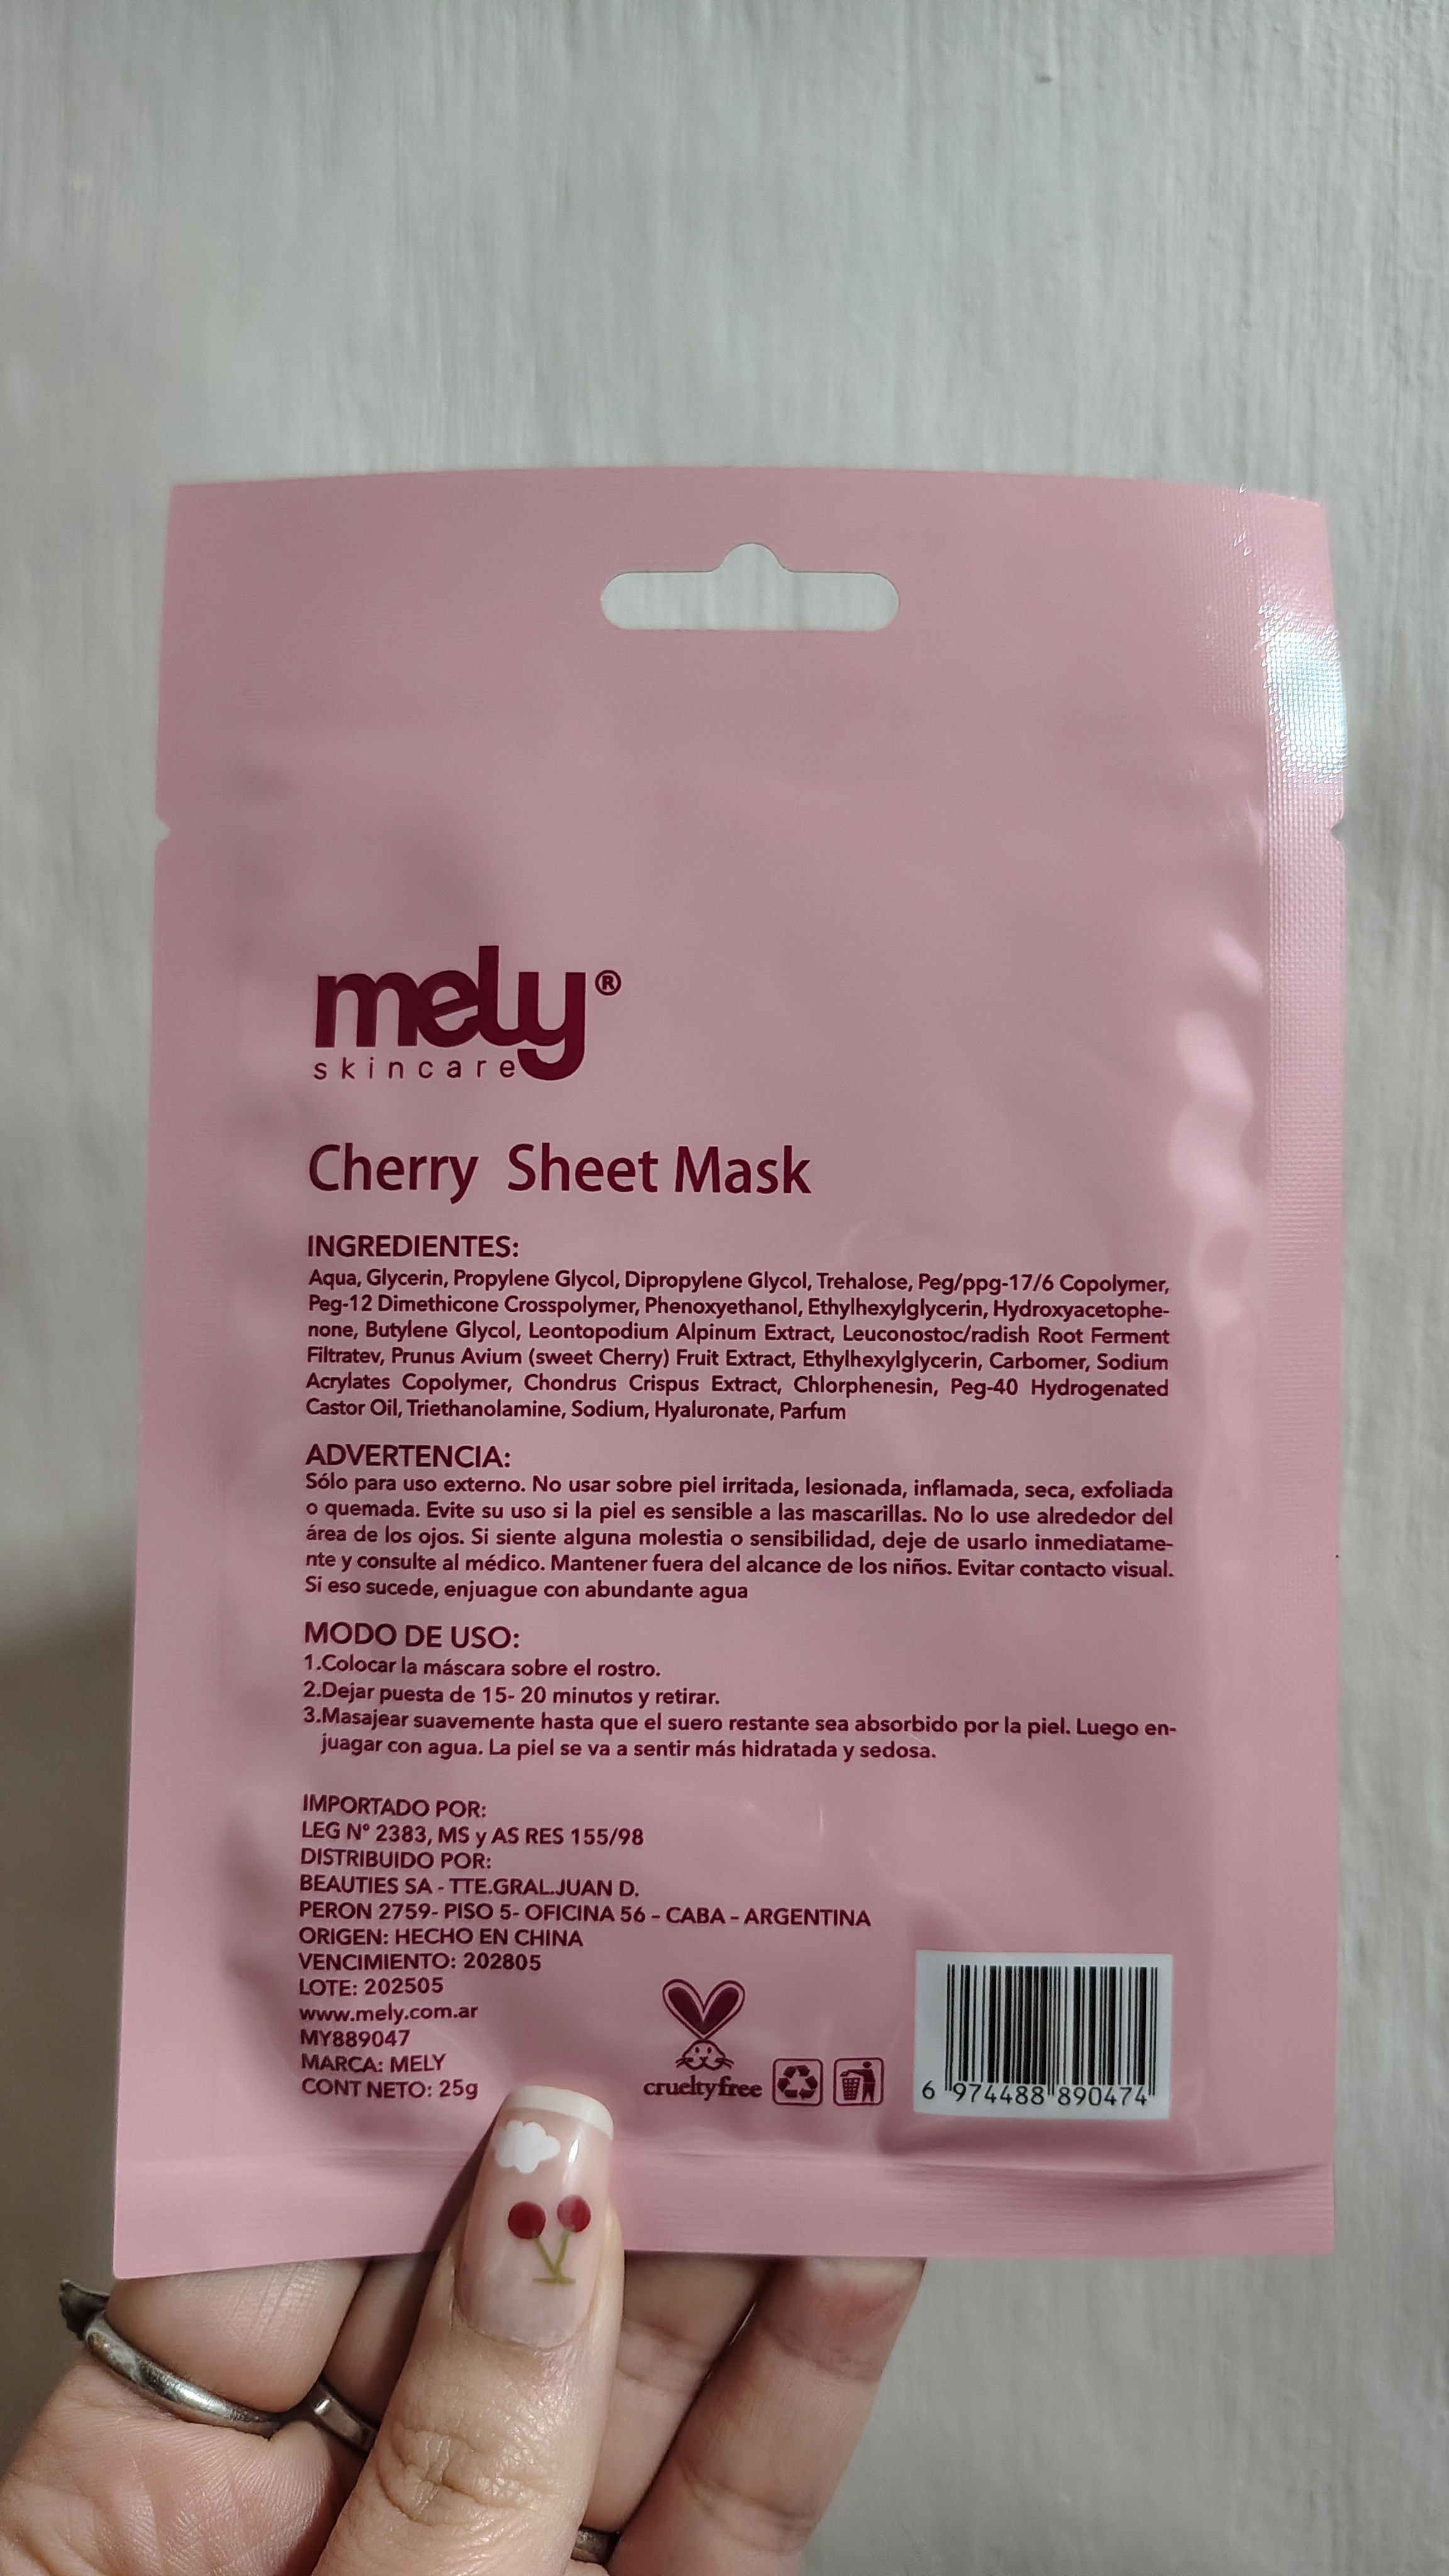 mely®
skincare
Cherry Sheet Mask
INGREDIENTES:
Aqua, Glycerin, Propylene Glycol, Dipropylene Glycol, Trehalose, Peg/ppg-17/6 Copolymer,
Peg-12 Dimethicone Crosspolymer, Phenoxyethanol, Ethylhexylglycerin, Hydroxyacetophe-
none, Butylene Glycol, Leontopodium Alpinum Extract, Leuconostoc/radish Root Ferment
Filtratev, Prunus Avium (sweet Cherry) Fruit Extract, Ethylhexylglycerin, Carbomer, Sodium
Acrylates Copolymer, Chondrus Crispus Extract, Chlorphenesin, Peg-40 Hydrogenated
Castor Oil, Triethanolamine, Sodium, Hyaluronate, Parfum
ADVERTENCIA:
Sólo para uso externo. No usar sobre piel irritada, lesionada, inflamada, seca, exfoliada
o quemada. Evite su uso si la piel es sensible a las mascarillas. No lo use alrededor del
área de los ojos. Si siente alguna molestia o sensibilidad, deje de usarlo inmediatame-
nte y consulte al médico. Mantener fuera del alcance de los niños. Evitar contacto visual.
Si eso sucede, enjuague con abundante agua
MODO DE USO:
1.Colocar la máscara sobre el rostro.
2.Dejar puesta de 15- 20 minutos y retirar.
3.Masajear suavemente hasta que el suero restante sea absorbido por la piel. Luego en-
juagar con agua. La piel se va a sentir más hidratada y sedosa.
IMPORTADO POR:
LEG N° 2383, MS y AS RES 155/98
DISTRIBUIDO POR:
BEAUTIES SA - TTE.GRAL.JUAN D.
PERON 2759- PISO 5- OFICINA 56 - CABA - ARGENTINA
ORIGEN: HECHO EN CHINA
VENCIMIENTO: 202805
LOTE: 202505
www.mely.com.ar
MY889047
MARCA: MELY
CONT NETO: 25g
crueltyfree
6 974488 890474